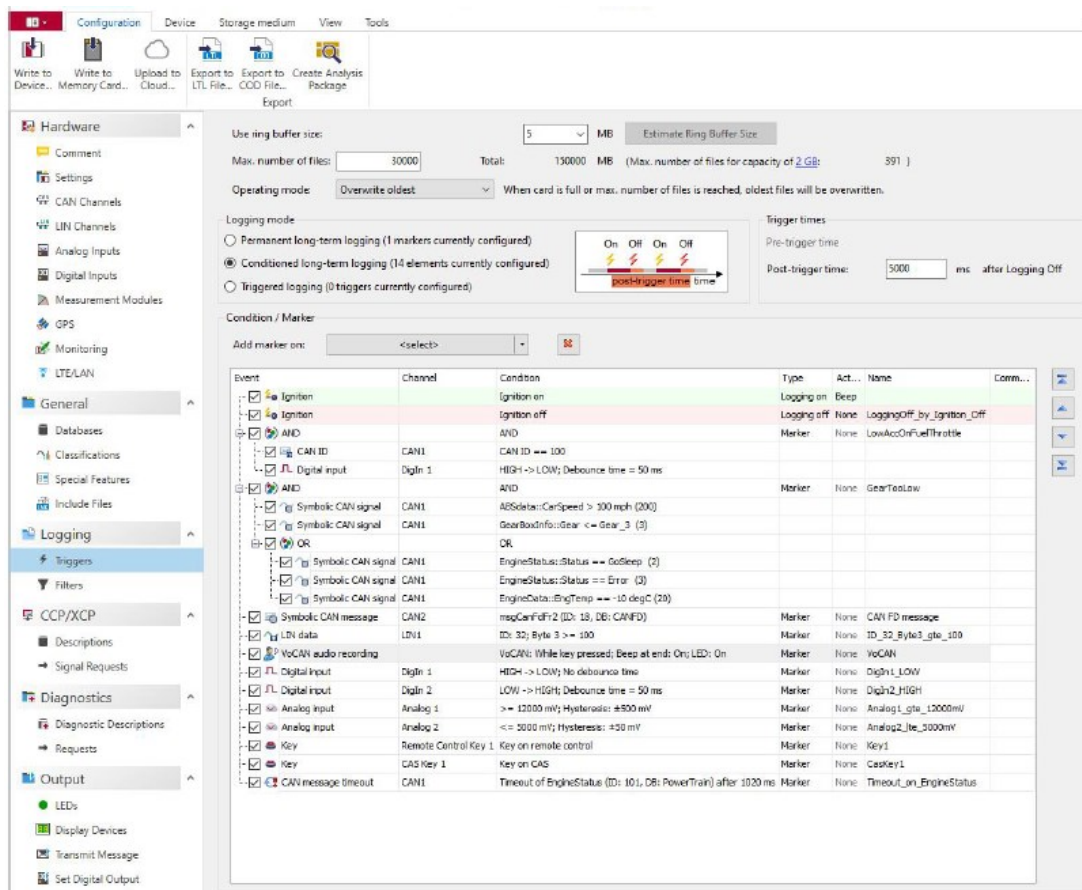 Configuration Device Storage medium View Tools
Write to Device... Write to Memory Card... Upload to Cloud... Export to LTL File... Export to COD File... Create Analysis Package
Export
Hardware
Comment
Settings
CAN Channels
LIN Channels
Analog Inputs
Digital Inputs
Measurement Modules
GPS
Monitoring
LTE/LAN
General
Databases
Classifications
Special Features
Include Files
Logging
Triggers
Filters
CCP/XCP
Descriptions
Signal Requests
Diagnostics
Diagnostic Descriptions
Requests
Output
LEDs
Display Devices
Transmit Message
Set Digital Output
Use ring buffer size: 5 MB Estimate Ring Buffer Size
Max. number of files: 30000 Total: 150000 MB (Max. number of files for capacity of 2 GB: 391 )
Operating mode: Overwrite oldest When card is full or max. number of files is reached, oldest files will be overwritten.
Logging mode
Permanent long-term logging (1 markers currently configured)
Conditioned long-term logging (14 elements currently configured)
Triggered logging (0 triggers currently configured)
On Off On Off
post-trigger time time
Trigger times
Pre-trigger time
Post-trigger time: 5000 ms after Logging Off
Condition / Marker
Add marker on: <select>
Event Channel Condition Type Act... Name Comm...
Ignition Ignition on Logging on Beep
Ignition Ignition off Logging off None LoggingOff_by_Ignition_Off
AND AND Marker None LowAccOnFuelThrottle
CAN ID CAN1 CAN ID == 100
Digital input DigIn 1 HIGH -> LOW; Debounce time = 50 ms
AND AND Marker None GearTooLow
Symbolic CAN signal CAN1 ABSdata::CarSpeed > 100 mph (200)
Symbolic CAN signal CAN1 GearBoxInfo::Gear <= Gear_3 (3)
OR OR
Symbolic CAN signal CAN1 EngineStatus::Status == GoSleep (2)
Symbolic CAN signal CAN1 EngineStatus::Status == Error (3)
Symbolic CAN signal CAN1 EngineData::EngTemp == -10 degC (20)
Symbolic CAN message CAN2 msgCanFdFr2 (ID: 18, DB: CANFD) Marker None CAN FD message
LIN data LIN1 ID: 32; Byte 3 >= 100 Marker None ID_32_Byte3_gte_100
VoCAN audio recording VoCAN: While key pressed; Beep at end: On; LED: On Marker None VoCAN
Digital input DigIn 1 HIGH -> LOW; No debounce time Marker None DigIn1_LOW
Digital input DigIn 2 LOW -> HIGH; Debounce time = 50 ms Marker None DigIn2_HIGH
Analog input Analog 1 >= 12000 mV; Hysteresis: ±500 mV Marker None Analog1_gte_12000mV
Analog input Analog 2 <= 5000 mV; Hysteresis: ±50 mV Marker None Analog2_lte_5000mV
Key Remote Control Key 1 Key on remote control Marker None Key1
Key CAS Key 1 Key on CAS Marker None CasKey1
CAN message timeout CAN1 Timeout of EngineStatus (ID: 101, DB: PowerTrain) after 1020 ms Marker None Timeout_on_EngineStatus